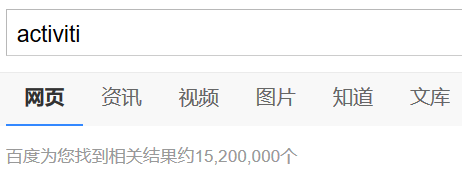 activiti
网页 资讯 视频 图片 知道 文库
百度为您找到相关结果约15,200,000个